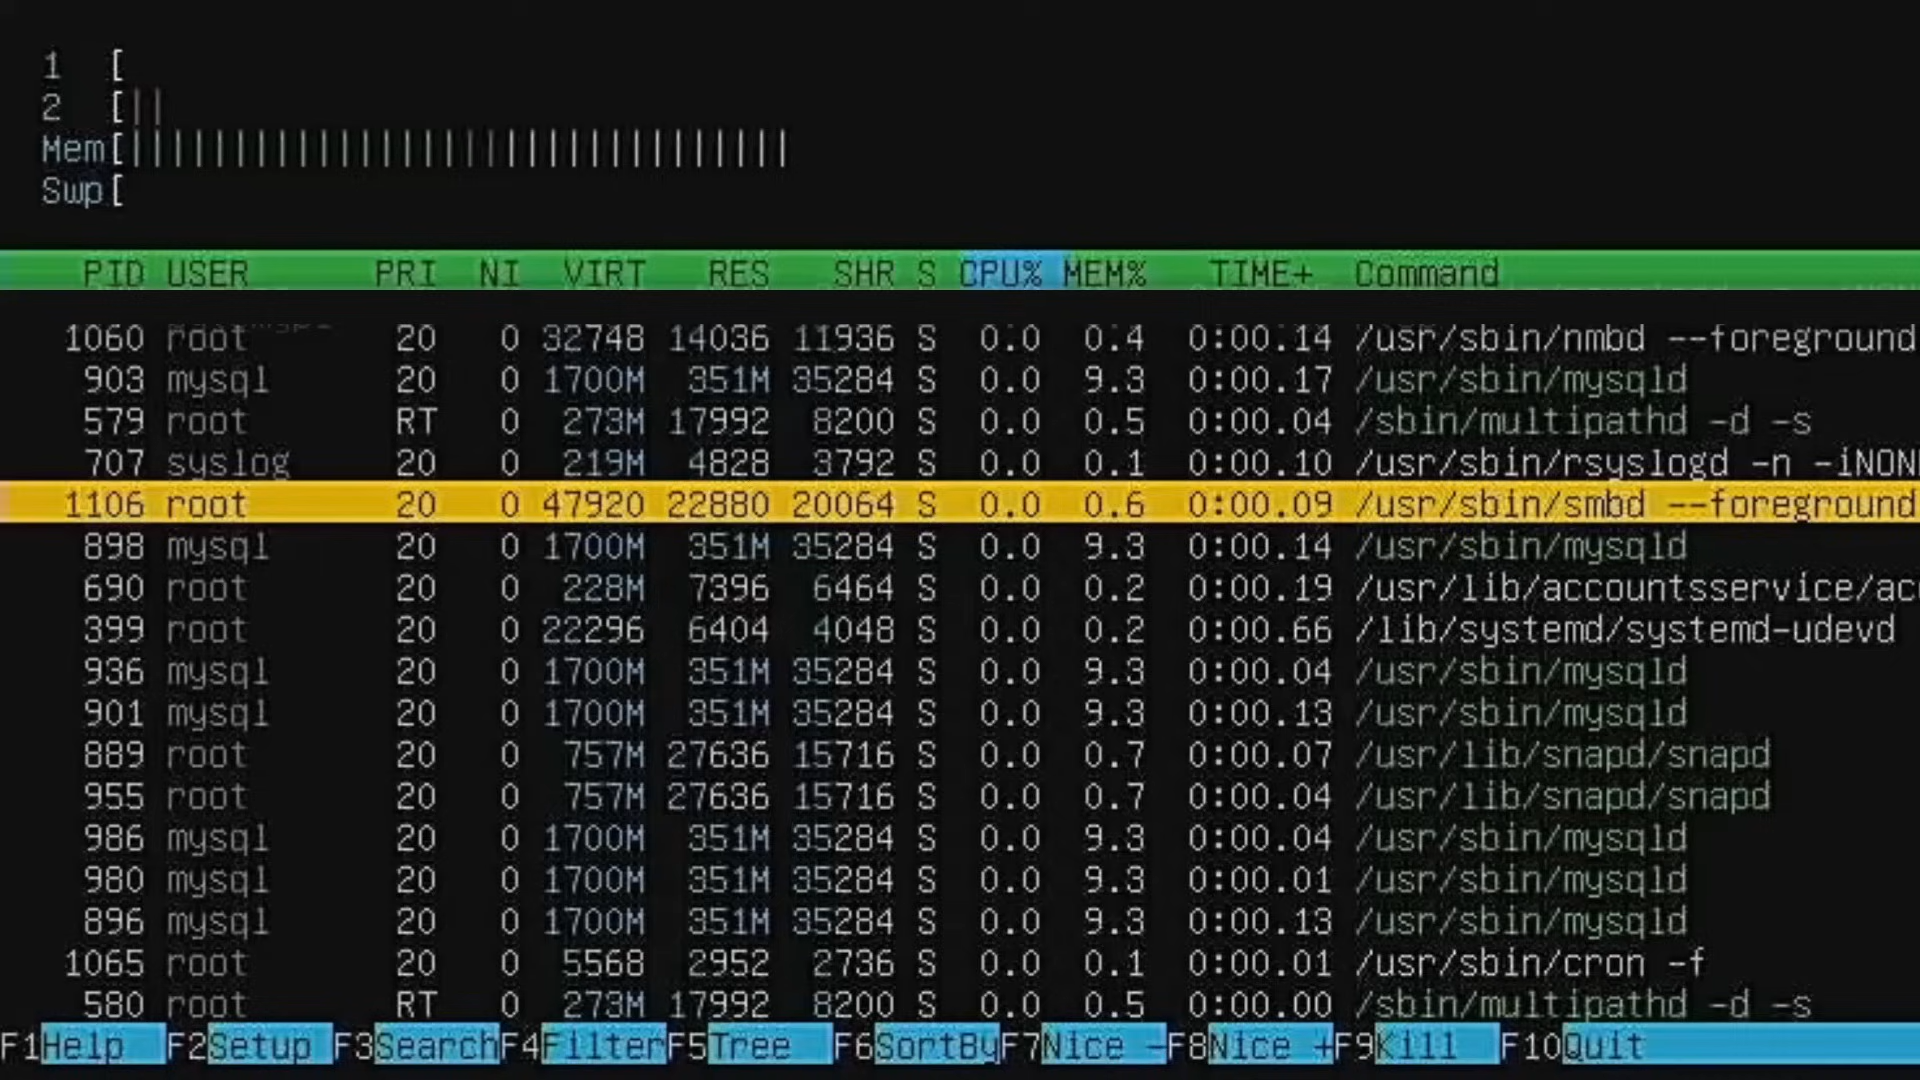 1 [
2 [||
Mem[||||||||||||||||||||||||||||||||
Swp[
PID USER PRI NI VIRT RES SHR S CPU% MEM% TIME+ Command
1060 root 20 0 32748 14036 11936 S 0.0 0.4 0:00.14 /usr/sbin/nmbd --foreground
903 mysql 20 0 1700M 351M 35284 S 0.0 9.3 0:00.17 /usr/sbin/mysqld
579 root RT 0 273M 17992 8200 S 0.0 0.5 0:00.04 /sbin/multipathd -d -s
707 syslog 20 0 219M 4828 3792 S 0.0 0.1 0:00.10 /usr/sbin/rsyslogd -n -iNON
1106 root 20 0 47920 22880 20064 S 0.0 0.6 0:00.09 /usr/sbin/smbd --foreground
898 mysql 20 0 1700M 351M 35284 S 0.0 9.3 0:00.14 /usr/sbin/mysqld
690 root 20 0 228M 7396 6464 S 0.0 0.2 0:00.19 /usr/lib/accountsservice/ac
399 root 20 0 22296 6404 4048 S 0.0 0.2 0:00.66 /lib/systemd/systemd-udevd
936 mysql 20 0 1700M 351M 35284 S 0.0 9.3 0:00.04 /usr/sbin/mysqld
901 mysql 20 0 1700M 351M 35284 S 0.0 9.3 0:00.13 /usr/sbin/mysqld
889 root 20 0 757M 27636 15716 S 0.0 0.7 0:00.07 /usr/lib/snapd/snapd
955 root 20 0 757M 27636 15716 S 0.0 0.7 0:00.04 /usr/lib/snapd/snapd
986 mysql 20 0 1700M 351M 35284 S 0.0 9.3 0:00.04 /usr/sbin/mysqld
980 mysql 20 0 1700M 351M 35284 S 0.0 9.3 0:00.01 /usr/sbin/mysqld
896 mysql 20 0 1700M 351M 35284 S 0.0 9.3 0:00.13 /usr/sbin/mysqld
1065 root 20 0 5568 2952 2736 S 0.0 0.1 0:00.01 /usr/sbin/cron -f
580 root RT 0 273M 17992 8200 S 0.0 0.5 0:00.00 /sbin/multipathd -d -s
F1Help F2Setup F3SearchF4FilterF5Tree F6SortByF7Nice -F8Nice +F9Kill F10Quit